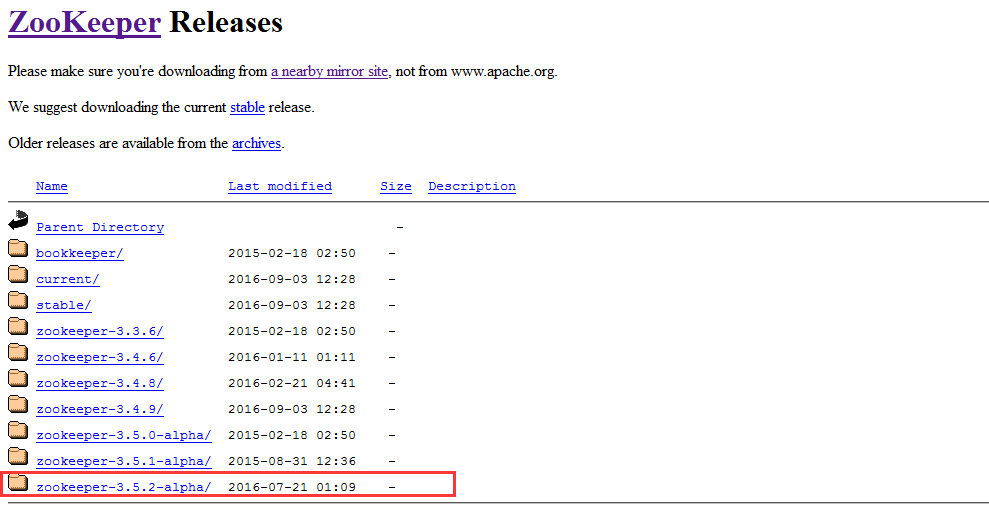 ZooKeeper Releases
Please make sure you're downloading from a nearby mirror site, not from www.apache.org.
We suggest downloading the current stable release.
Older releases are available from the archives.
Name Last modified Size Description
Parent Directory -
bookkeeper/ 2015-02-18 02:50 -
current/ 2016-09-03 12:28 -
stable/ 2016-09-03 12:28 -
zookeeper-3.3.6/ 2015-02-18 02:50 -
zookeeper-3.4.6/ 2016-01-11 01:11 -
zookeeper-3.4.8/ 2016-02-21 04:41 -
zookeeper-3.4.9/ 2016-09-03 12:28 -
zookeeper-3.5.0-alpha/ 2015-02-18 02:50 -
zookeeper-3.5.1-alpha/ 2015-08-31 12:36 -
zookeeper-3.5.2-alpha/ 2016-07-21 01:09 -